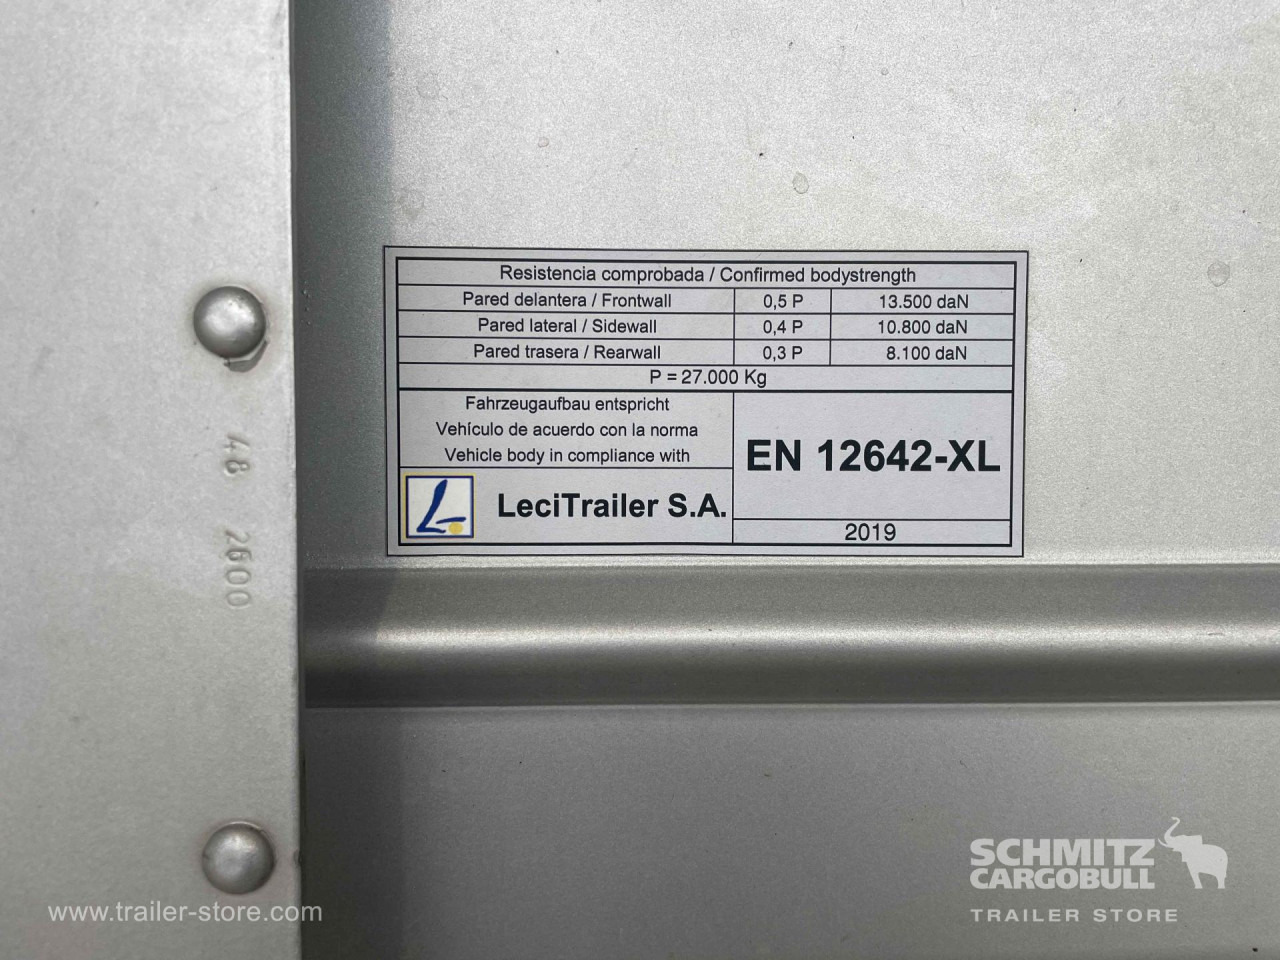 Resistencia comprobada / Confirmed bodystrength
Pared delantera / Frontwall 0,5 P 13.500 daN
Pared lateral / Sidewall 0,4 P 10.800 daN
Pared trasera / Rearwall 0,3 P 8.100 daN
P = 27.000 Kg
Fahrzeugaufbau entspricht
Vehículo de acuerdo con la norma
Vehicle body in compliance with
EN 12642-XL
LeciTrailer S.A.
2019
48 2600
www.trailer-store.com
SCHMITZ
CARGOBULL
TRAILER STORE